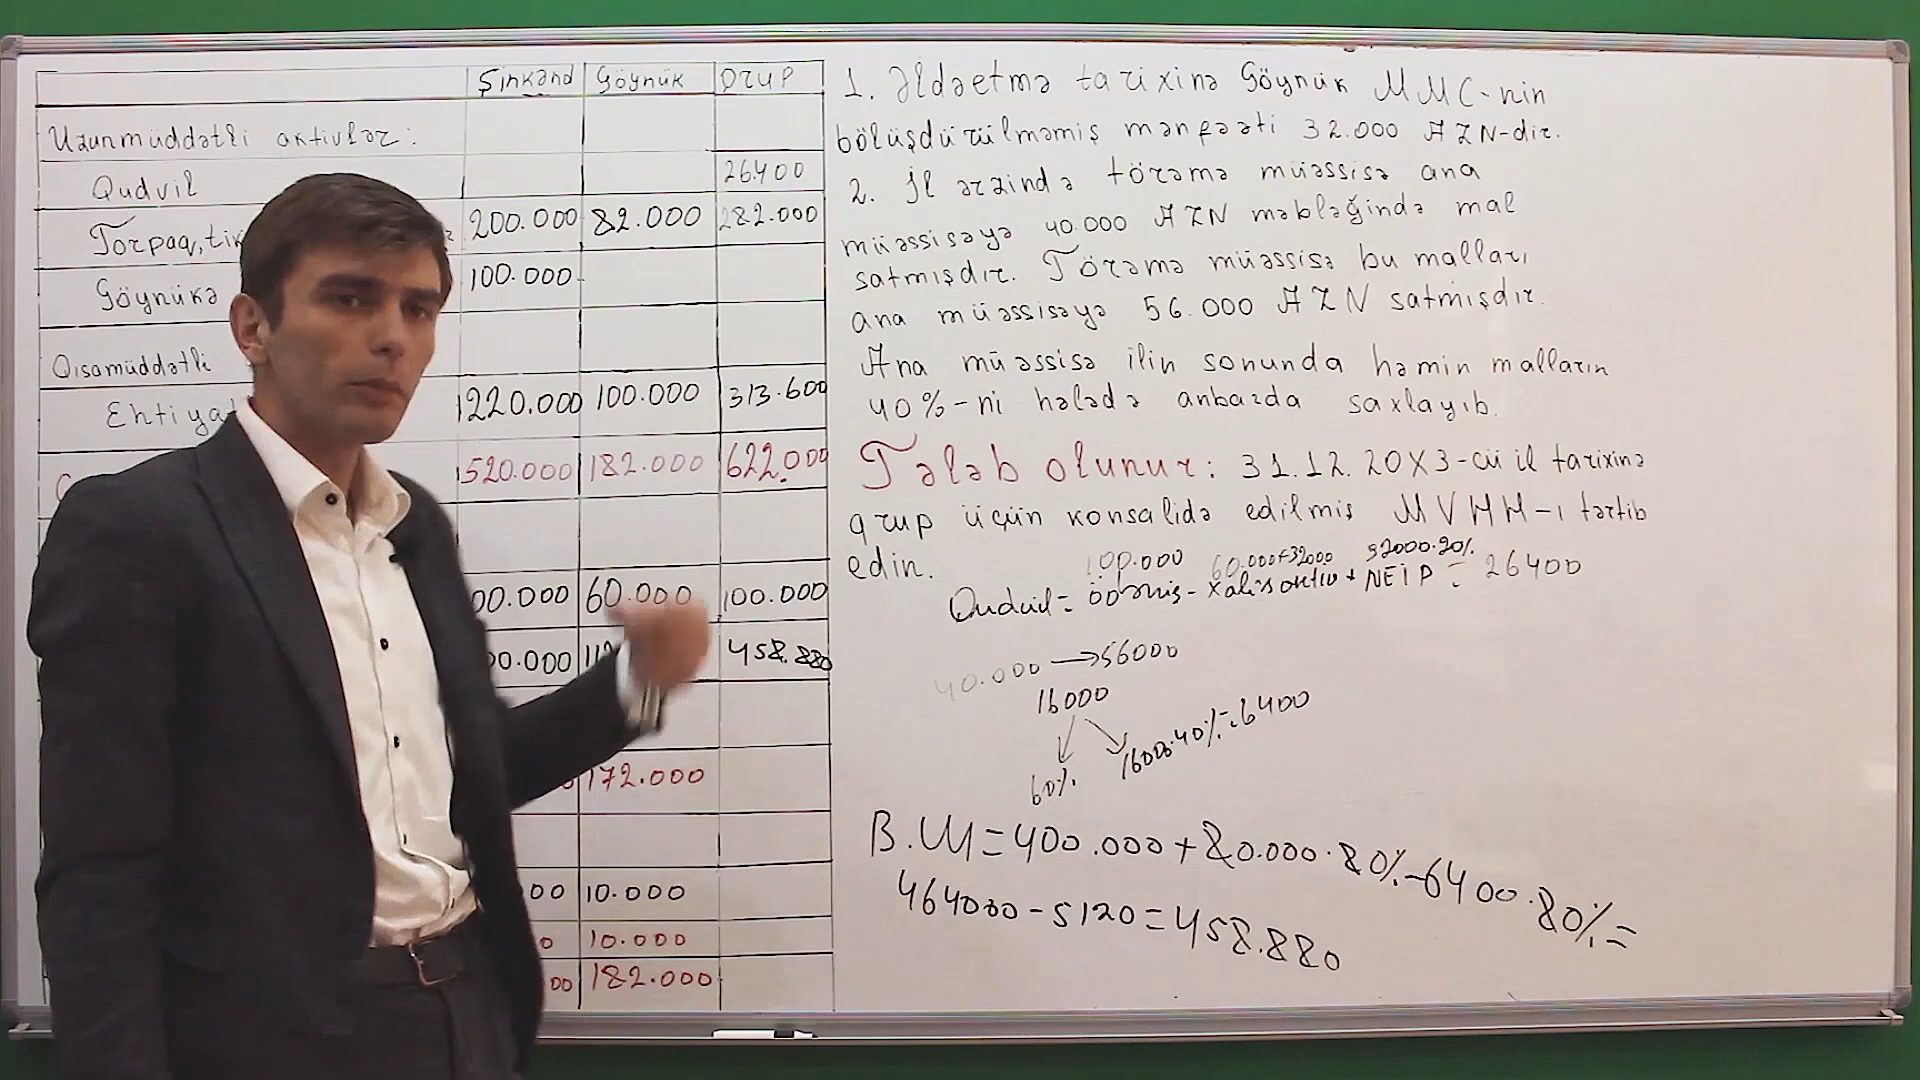 Şinkənd Göynük Qrup
Uzunmüddətli aktivlər:
Qudvil 26400
Torpaq, 200.000 82.000 282.000
Göynükə 100.000
Qısamüddətli
Ehtiyat 220.000 100.000 313.600
520.000 182.000 622.000
00.000 60.000 100.000
00.000 458.880
172.000
00 10.000
0 10.000
00 182.000
1. Əldəetmə tarixinə Göynük MMC-nin
bölüşdürülməmiş mənfəəti 32.000 AZN-dir.
2. İl ərzində törəmə müəssisə ana
müəssisəyə 40.000 AZN məbləğində mal
satmışdır. Törəmə müəssisə bu malları
ana müəssisəyə 56.000 AZN satmışdır.
Ana müəssisə ilin sonunda həmin malların
40%-ni hələdə anbarda saxlayıb.
Tələb olunur: 31.12.20X3-cü il tarixinə
qrup üçün konsalidə edilmiş MVHH-ı tərtib
edin.
100.000 60.000+32000 92000·20%
Qudvil = ödəniş - xalis aktiv + NEİP = 26400
40.000 → 56000
16000
60% 16000·40%=6400
B.M=400.000+80.000·80%-6400·80%=
464000-5120=458.880